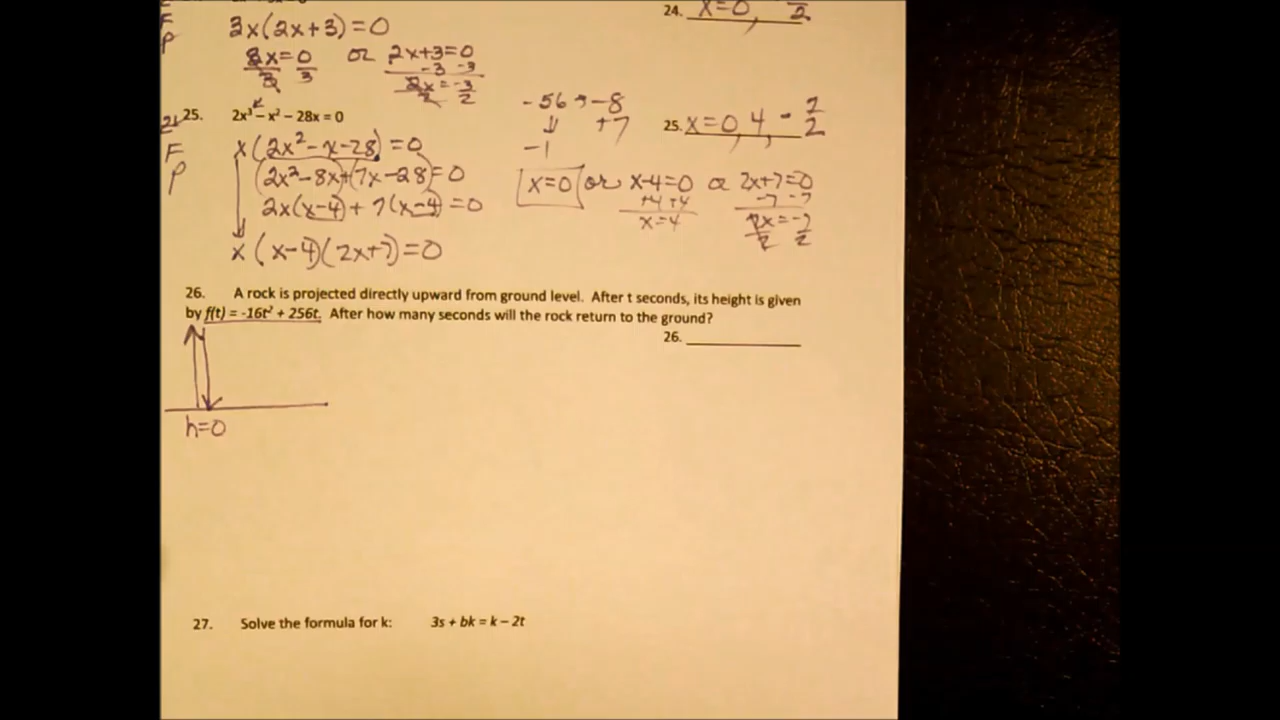 24. x=0, 2
3x(2x+3)=0
3x=0 or 2x+3=0
3 3 -3 -3
2x=-3
2 2
F
P
25. 2x³ – x² – 28x = 0
-56 -8
+7
-1
25. x=0, 4, -7/2
F
P
x(2x²-x-28)=0
(2x²-8x+7x-28)=0
2x(x-4)+7(x-4)=0
x(x-4)(2x+7)=0
x=0 or x-4=0 or 2x+7=0
+4 +4 -7 -7
x=4 2x=-7
2 2
26. A rock is projected directly upward from ground level. After t seconds, its height is given
by f(t) = -16t² + 256t. After how many seconds will the rock return to the ground?
26.
h=0
27. Solve the formula for k: 3s + bk = k – 2t